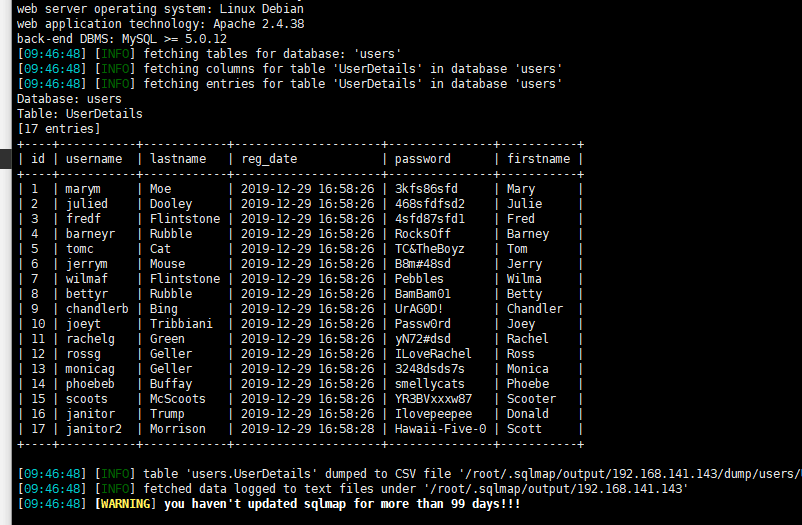 web server operating system: Linux Debian
web application technology: Apache 2.4.38
back-end DBMS: MySQL >= 5.0.12
[09:46:48] [INFO] fetching tables for database: 'users'
[09:46:48] [INFO] fetching columns for table 'UserDetails' in database 'users'
[09:46:48] [INFO] fetching entries for table 'UserDetails' in database 'users'
Database: users
Table: UserDetails
[17 entries]
+----+-----------+------------+---------------------+---------------+-----------+
| id | username  | lastname   | reg_date            | password      | firstname |
+----+-----------+------------+---------------------+---------------+-----------+
| 1  | marym     | Moe        | 2019-12-29 16:58:26 | 3kfs86sfd     | Mary      |
| 2  | julied    | Dooley     | 2019-12-29 16:58:26 | 468sfdfsd2    | Julie     |
| 3  | fredf     | Flintstone | 2019-12-29 16:58:26 | 4sfd87sfd1    | Fred      |
| 4  | barneyr   | Rubble     | 2019-12-29 16:58:26 | RocksOff      | Barney    |
| 5  | tomc      | Cat        | 2019-12-29 16:58:26 | TC&TheBoyz    | Tom       |
| 6  | jerrym    | Mouse      | 2019-12-29 16:58:26 | B8m#48sd      | Jerry     |
| 7  | wilmaf    | Flintstone | 2019-12-29 16:58:26 | Pebbles       | Wilma     |
| 8  | bettyr    | Rubble     | 2019-12-29 16:58:26 | BamBam01      | Betty     |
| 9  | chandlerb | Bing       | 2019-12-29 16:58:26 | UrAG0D!       | Chandler  |
| 10 | joeyt     | Tribbiani  | 2019-12-29 16:58:26 | Passw0rd      | Joey      |
| 11 | rachelg   | Green      | 2019-12-29 16:58:26 | yN72#dsd      | Rachel    |
| 12 | rossg     | Geller     | 2019-12-29 16:58:26 | ILoveRachel   | Ross      |
| 13 | monicag   | Geller     | 2019-12-29 16:58:26 | 3248dsds7s    | Monica    |
| 14 | phoebeb   | Buffay     | 2019-12-29 16:58:26 | smellycats    | Phoebe    |
| 15 | scoots    | McScoots   | 2019-12-29 16:58:26 | YR3BVxxxw87   | Scooter   |
| 16 | janitor   | Trump      | 2019-12-29 16:58:26 | Ilovepeepee   | Donald    |
| 17 | janitor2  | Morrison   | 2019-12-29 16:58:28 | Hawaii-Five-0 | Scott     |
+----+-----------+------------+---------------------+---------------+-----------+
[09:46:48] [INFO] table 'users.UserDetails' dumped to CSV file '/root/.sqlmap/output/192.168.141.143/dump/users/
[09:46:48] [INFO] fetched data logged to text files under '/root/.sqlmap/output/192.168.141.143'
[09:46:48] [WARNING] you haven't updated sqlmap for more than 99 days!!!